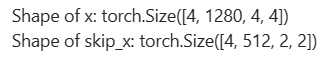 Shape of x: torch.Size([4, 1280, 4, 4])
Shape of skip_x: torch.Size([4, 512, 2, 2])